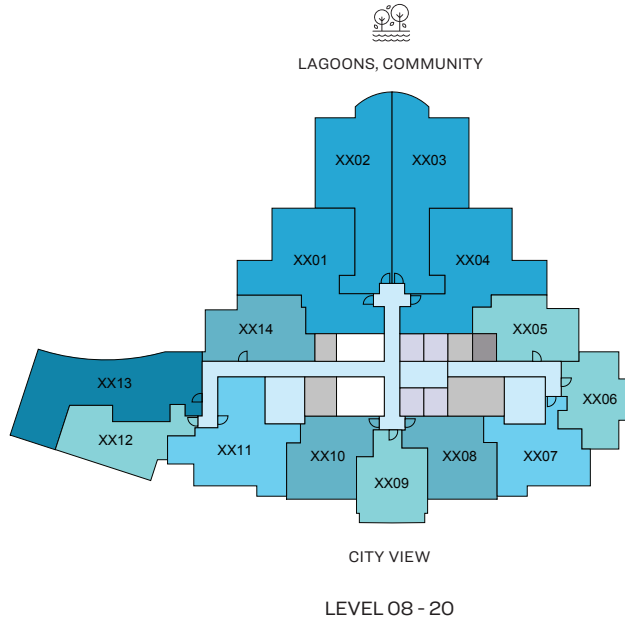 LAGOONS, COMMUNITY
XX02
XX03
XX01
XX04
XX14
XX05
XX13
XX06
XX12
XX11
XX10
XX08
XX07
XX09
CITY VIEW
LEVEL 08 - 20